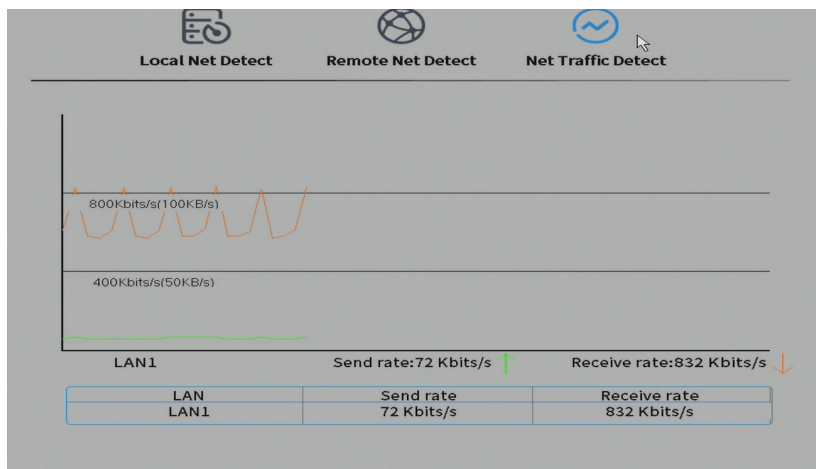 Local Net Detect Remote Net Detect Net Traffic Detect
800Kbits/s(100KB/s)
400Kbits/s(50KB/s)
LAN1 Send rate:72 Kbits/s Receive rate:832 Kbits/s
LAN Send rate Receive rate
LAN1 72 Kbits/s 832 Kbits/s